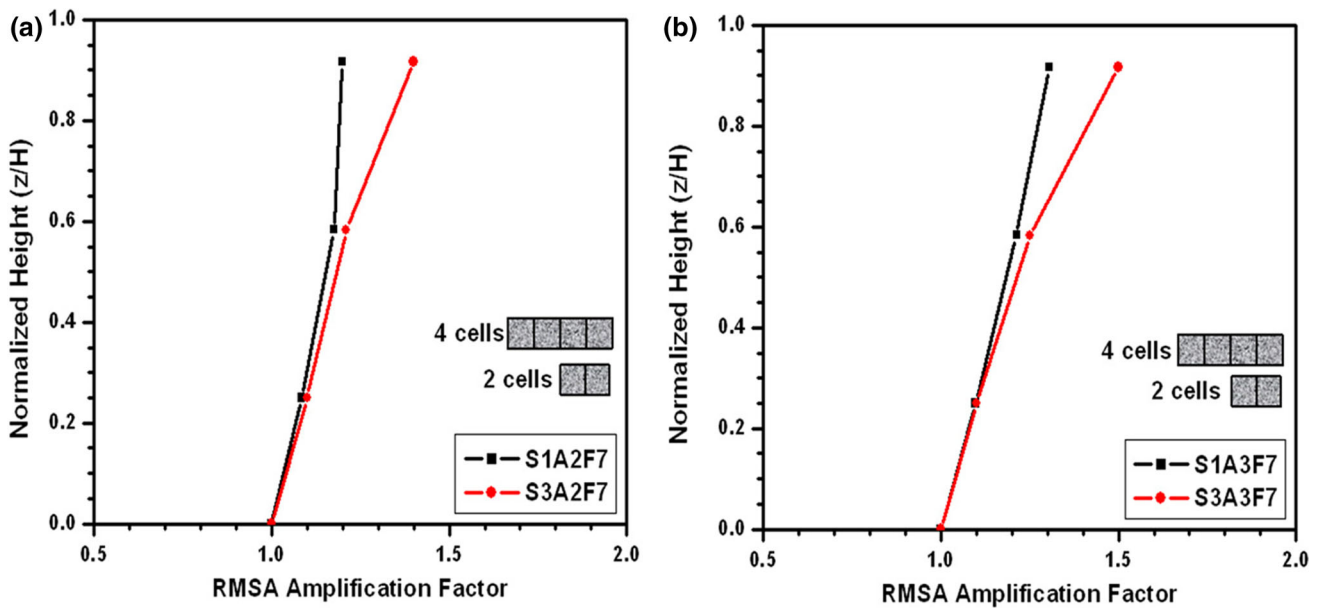 (a)
Normalized Height (z/H)
1.0
0.8
0.6
0.4
0.2
0.0
4 cells
2 cells
S1A2F7
S3A2F7
0.5 1.0 1.5 2.0
RMSA Amplification Factor
(b)
Normalized Height (z/H)
1.0
0.8
0.6
0.4
0.2
0.0
4 cells
2 cells
S1A3F7
S3A3F7
0.5 1.0 1.5 2.0
RMSA Amplification Factor